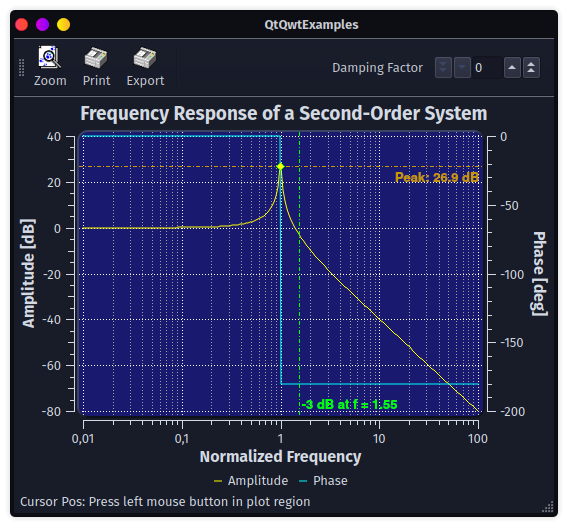 QtQwtExamples
Zoom Print Export Damping Factor 0
Frequency Response of a Second-Order System
40 0
Peak: 26.9 dB
20
-50
0
-20 -100
-40
-150
-60
-3 dB at f = 1.55
-80 -200
Amplitude [dB]
Phase [deg]
0,01 0,1 1 10 100
Normalized Frequency
Amplitude Phase
Cursor Pos: Press left mouse button in plot region